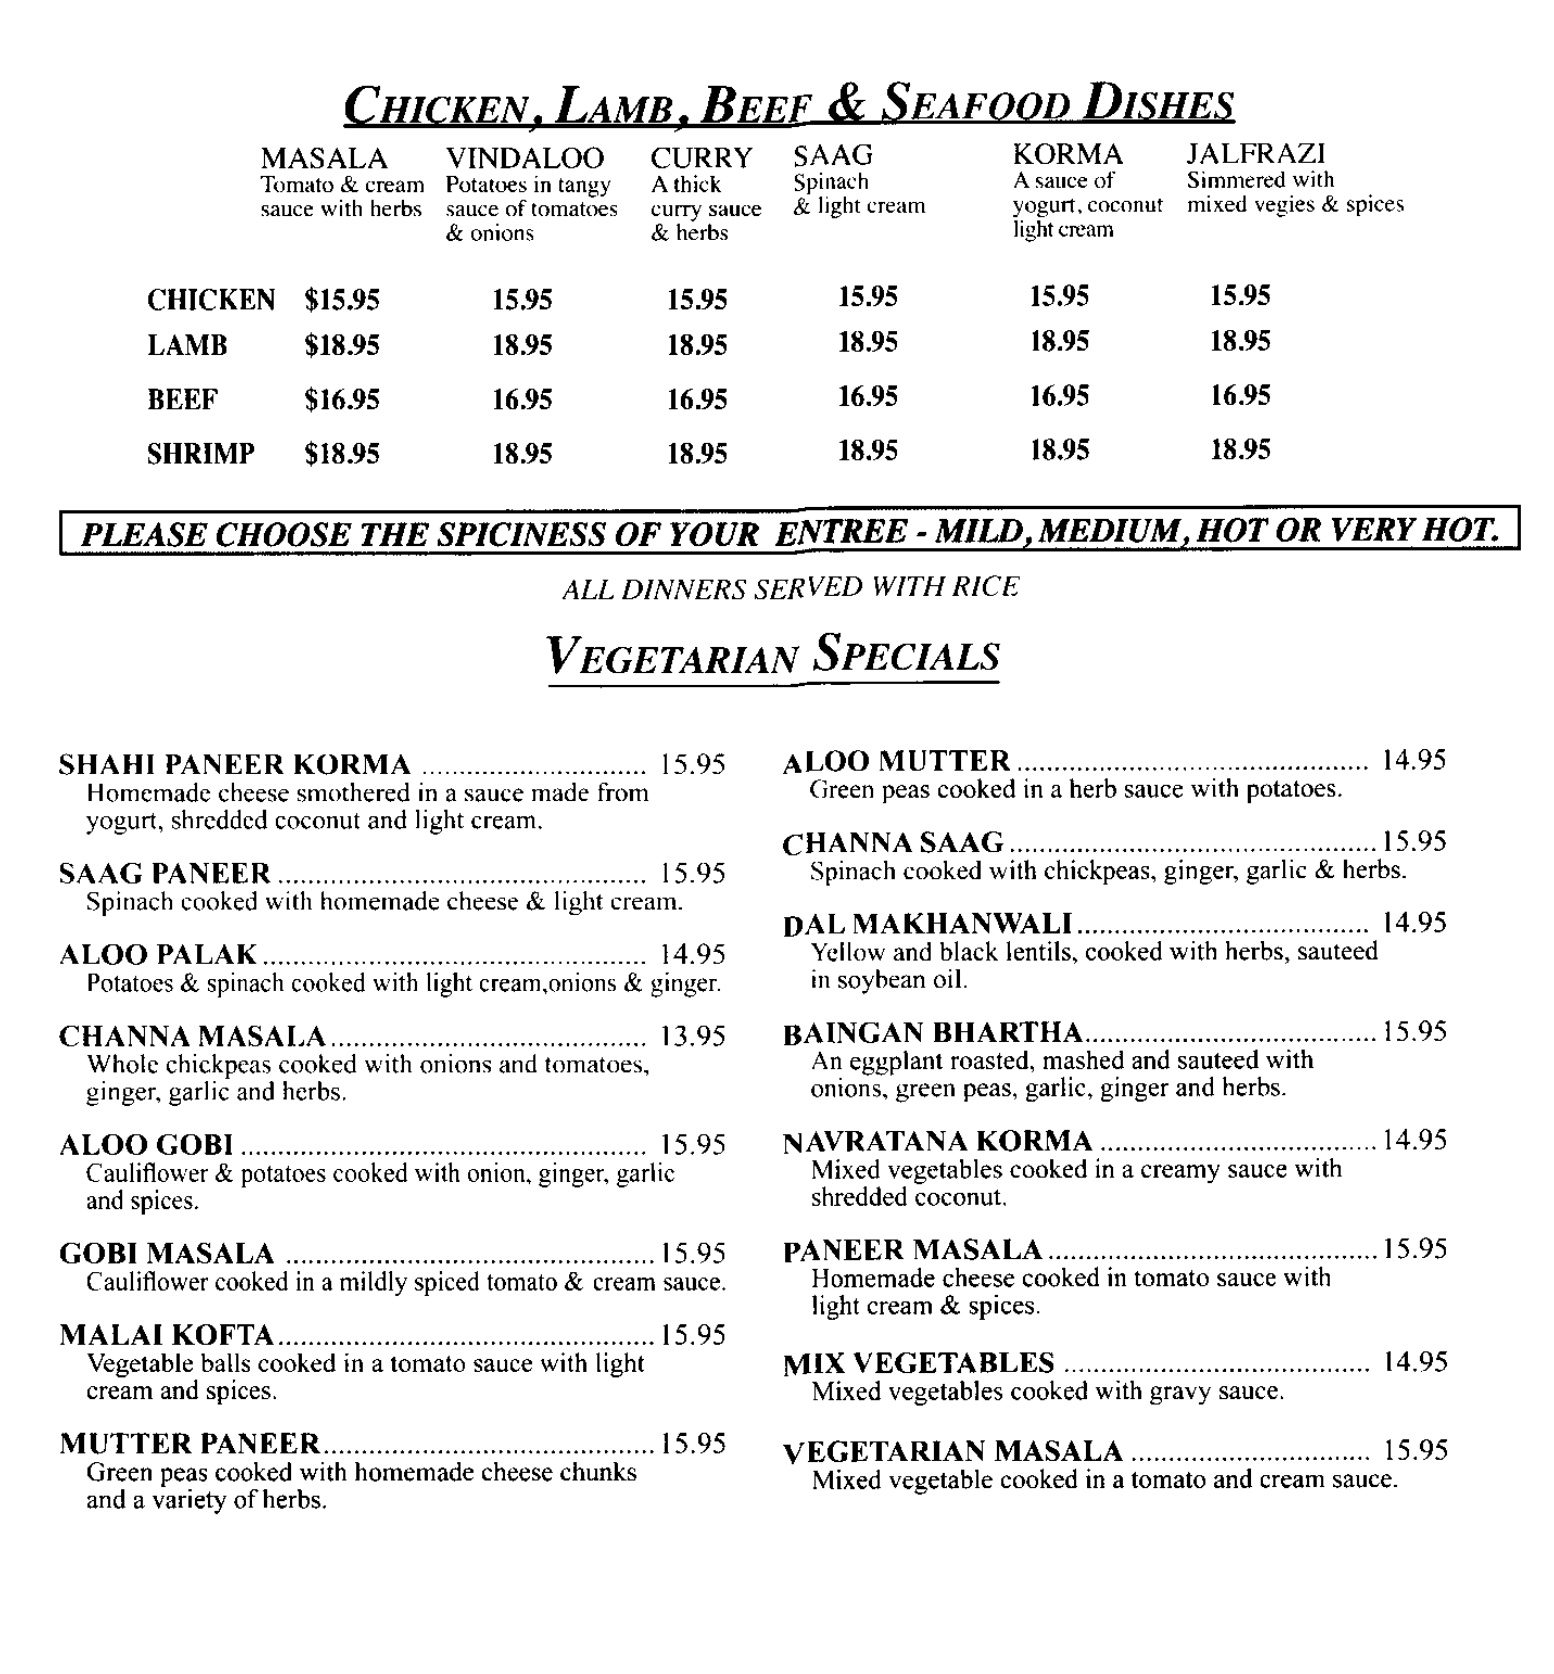 CHICKEN, LAMB, BEEF & SEAFOOD DISHES
MASALA VINDALOO CURRY SAAG KORMA JALFRAZI
Tomato & cream Potatoes in tangy A thick Spinach A sauce of Simmered with
sauce with herbs sauce of tomatoes curry sauce & light cream yogurt, coconut mixed vegies & spices
& onions & herbs light cream
CHICKEN $15.95 15.95 15.95 15.95 15.95 15.95
LAMB $18.95 18.95 18.95 18.95 18.95 18.95
BEEF $16.95 16.95 16.95 16.95 16.95 16.95
SHRIMP $18.95 18.95 18.95 18.95 18.95 18.95
PLEASE CHOOSE THE SPICINESS OF YOUR ENTREE - MILD, MEDIUM, HOT OR VERY HOT.
ALL DINNERS SERVED WITH RICE
VEGETARIAN SPECIALS
SHAHI PANEER KORMA .............................. 15.95
Homemade cheese smothered in a sauce made from
yogurt, shredded coconut and light cream.
SAAG PANEER ................................................. 15.95
Spinach cooked with homemade cheese & light cream.
ALOO PALAK ................................................... 14.95
Potatoes & spinach cooked with light cream,onions & ginger.
CHANNA MASALA .......................................... 13.95
Whole chickpeas cooked with onions and tomatoes,
ginger, garlic and herbs.
ALOO GOBI ...................................................... 15.95
Cauliflower & potatoes cooked with onion, ginger, garlic
and spices.
GOBI MASALA ................................................. 15.95
Cauliflower cooked in a mildly spiced tomato & cream sauce.
MALAI KOFTA .................................................. 15.95
Vegetable balls cooked in a tomato sauce with light
cream and spices.
MUTTER PANEER ............................................ 15.95
Green peas cooked with homemade cheese chunks
and a variety of herbs.
ALOO MUTTER ............................................... 14.95
Green peas cooked in a herb sauce with potatoes.
CHANNA SAAG ................................................. 15.95
Spinach cooked with chickpeas, ginger, garlic & herbs.
DAL MAKHANWALI ....................................... 14.95
Yellow and black lentils, cooked with herbs, sauteed
in soybean oil.
BAINGAN BHARTHA ....................................... 15.95
An eggplant roasted, mashed and sauteed with
onions, green peas, garlic, ginger and herbs.
NAVRATANA KORMA ..................................... 14.95
Mixed vegetables cooked in a creamy sauce with
shredded coconut.
PANEER MASALA ............................................ 15.95
Homemade cheese cooked in tomato sauce with
light cream & spices.
MIX VEGETABLES ......................................... 14.95
Mixed vegetables cooked with gravy sauce.
VEGETARIAN MASALA ................................ 15.95
Mixed vegetable cooked in a tomato and cream sauce.